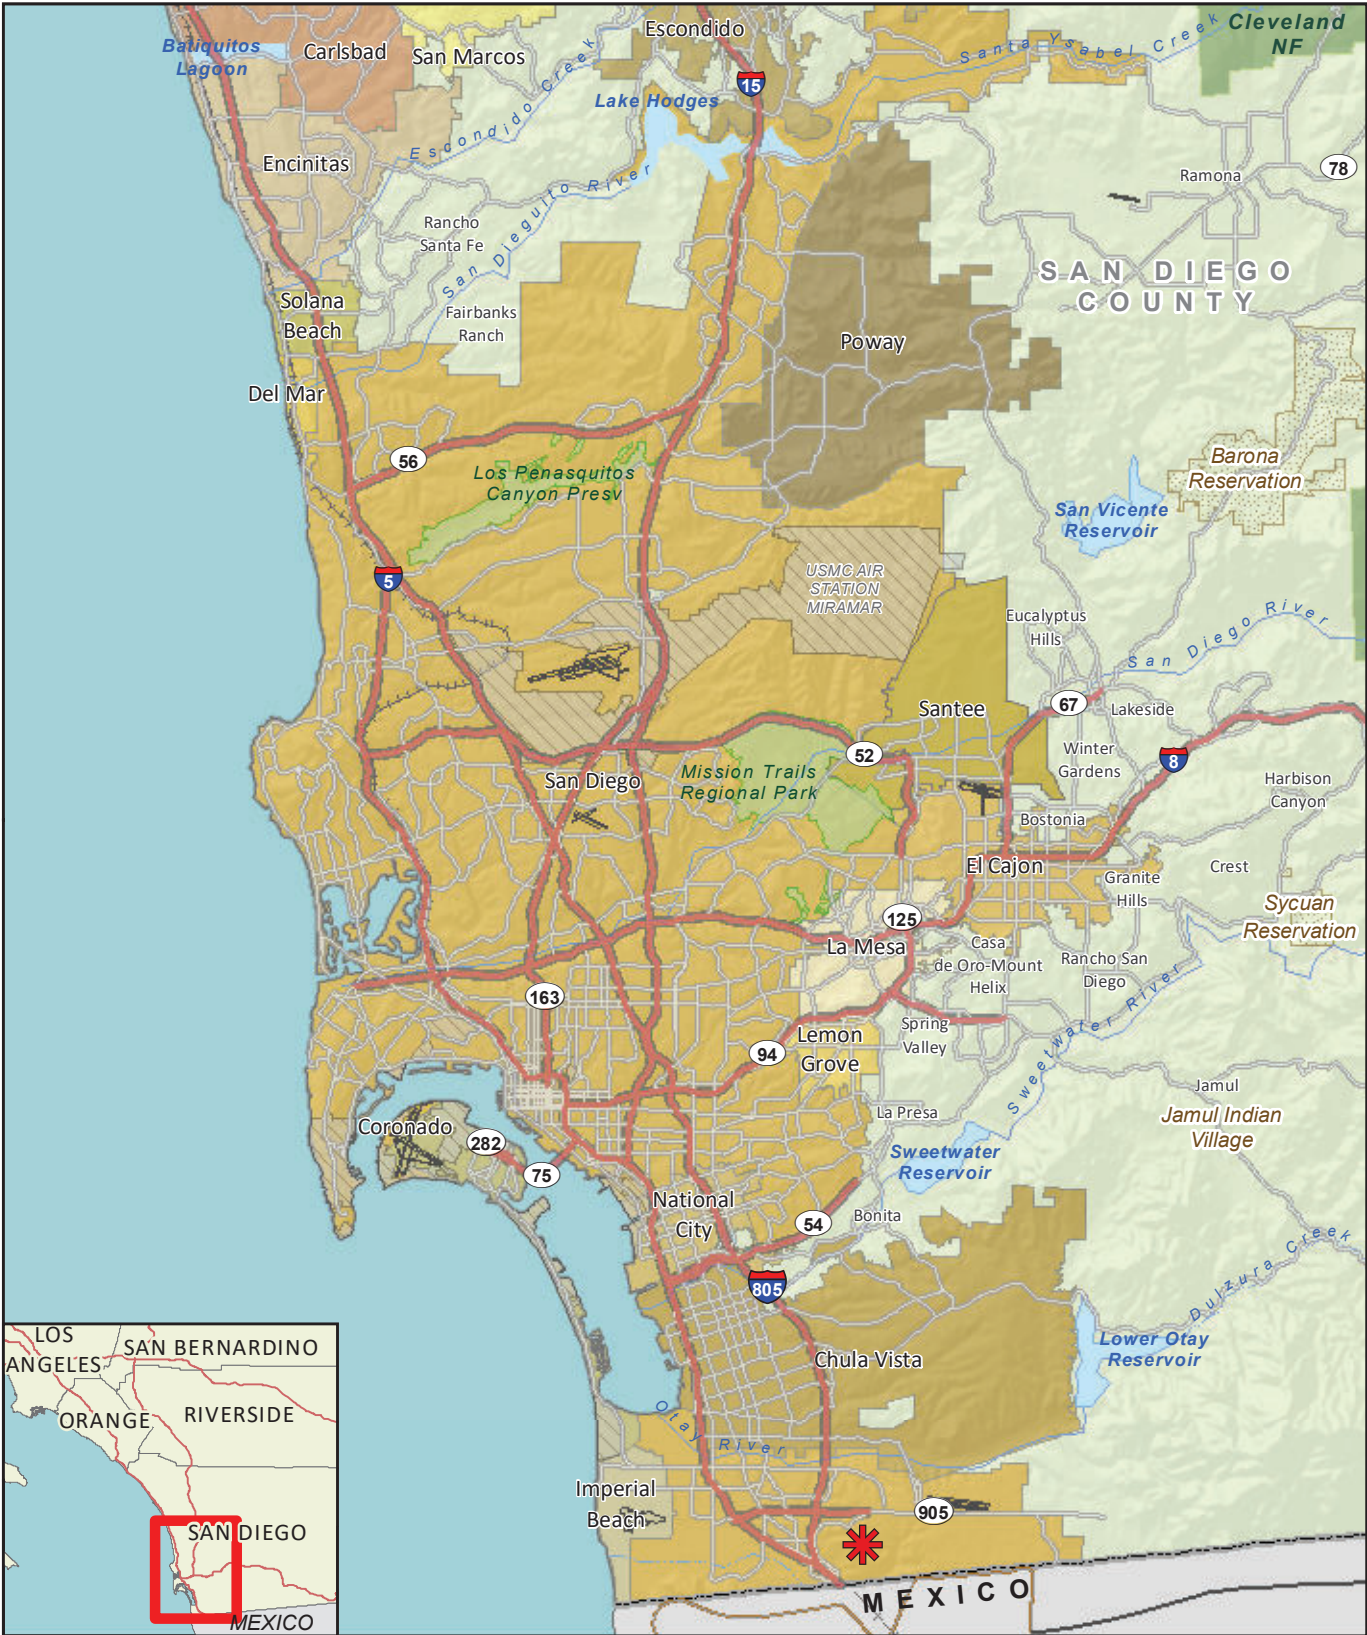 Escondido
Cleveland
NF
Batiquitos
Lagoon
Carlsbad
San Marcos
Santa Ysabel Creek
15
Lake Hodges
Escondido Creek
Encinitas
78
Ramona
San Dieguito River
Rancho
Santa Fe
SAN DIEGO
COUNTY
Solana
Beach
Fairbanks
Ranch
Poway
Del Mar
56
Los Penasquitos
Canyon Presv
Barona
Reservation
San Vicente
Reservoir
5
USMC AIR
STATION
MIRAMAR
Eucalyptus
Hills
San Diego River
Santee
67
Lakeside
52
Winter
Gardens
8
San Diego
Mission Trails
Regional Park
Harbison
Canyon
Bostonia
El Cajon
Granite
Hills
Crest
Sycuan
Reservation
125
La Mesa
Casa
de Oro-Mount
Helix
Rancho San
Diego
163
Spring
Valley
Sweetwater River
Lemon
Grove
94
Jamul
Jamul Indian
Village
La Presa
Coronado
282
75
Sweetwater
Reservoir
National
City
54
Bonita
805
Dulzura Creek
Lower Otay
Reservoir
Chula Vista
Otay River
Imperial
Beach
905
MEXICO
LOS
ANGELES
SAN BERNARDINO
ORANGE
RIVERSIDE
SAN DIEGO
MEXICO